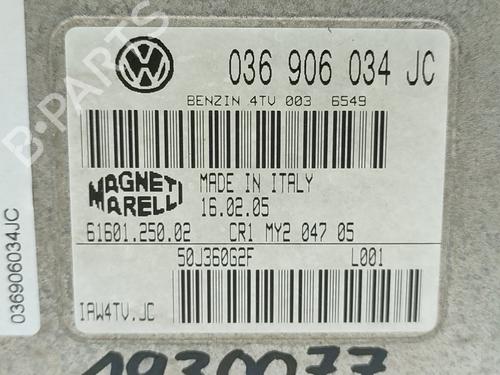 036 906 034 JC
BENZIN 4TV 003 6549
MAGNETI
MARELLI
MADE IN ITALY
16.02.05
61601.250.02 CR1 MY2 047 05
50J360G2F L001
IAW4TV.JC
036906034JC
B-PARTS
1930077